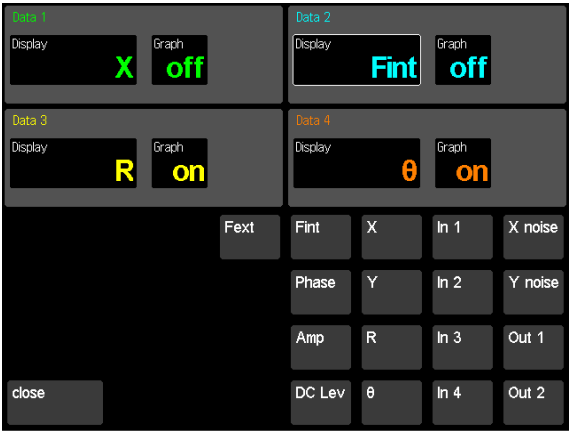 Data 1
Display X Graph off
Data 2
Display Fint Graph off
Data 3
Display R Graph on
Data 4
Display θ Graph on
Fext Fint X In 1 X noise
Phase Y In 2 Y noise
Amp R In 3 Out 1
close DC Lev θ In 4 Out 2